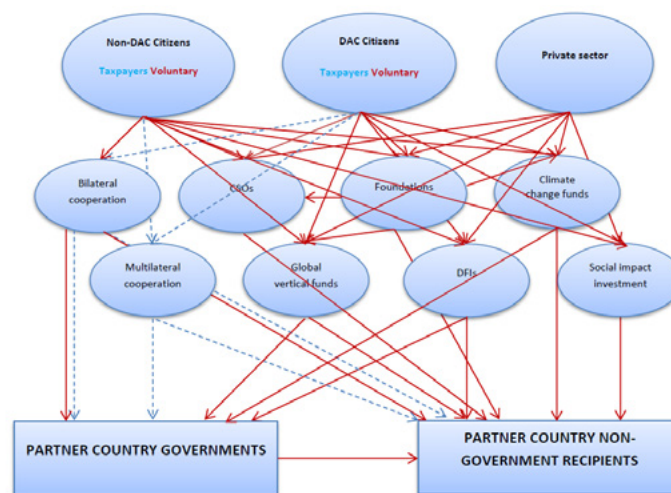 Non-DAC Citizens
Taxpayers Voluntary
DAC Citizens
Taxpayers Voluntary
Private sector
Bilateral
cooperation
CSOs
Foundations
Climate
change funds
Multilateral
cooperation
Global
vertical funds
DFIs
Social impact
investment
PARTNER COUNTRY GOVERNMENTS
PARTNER COUNTRY NON-
GOVERNMENT RECIPIENTS